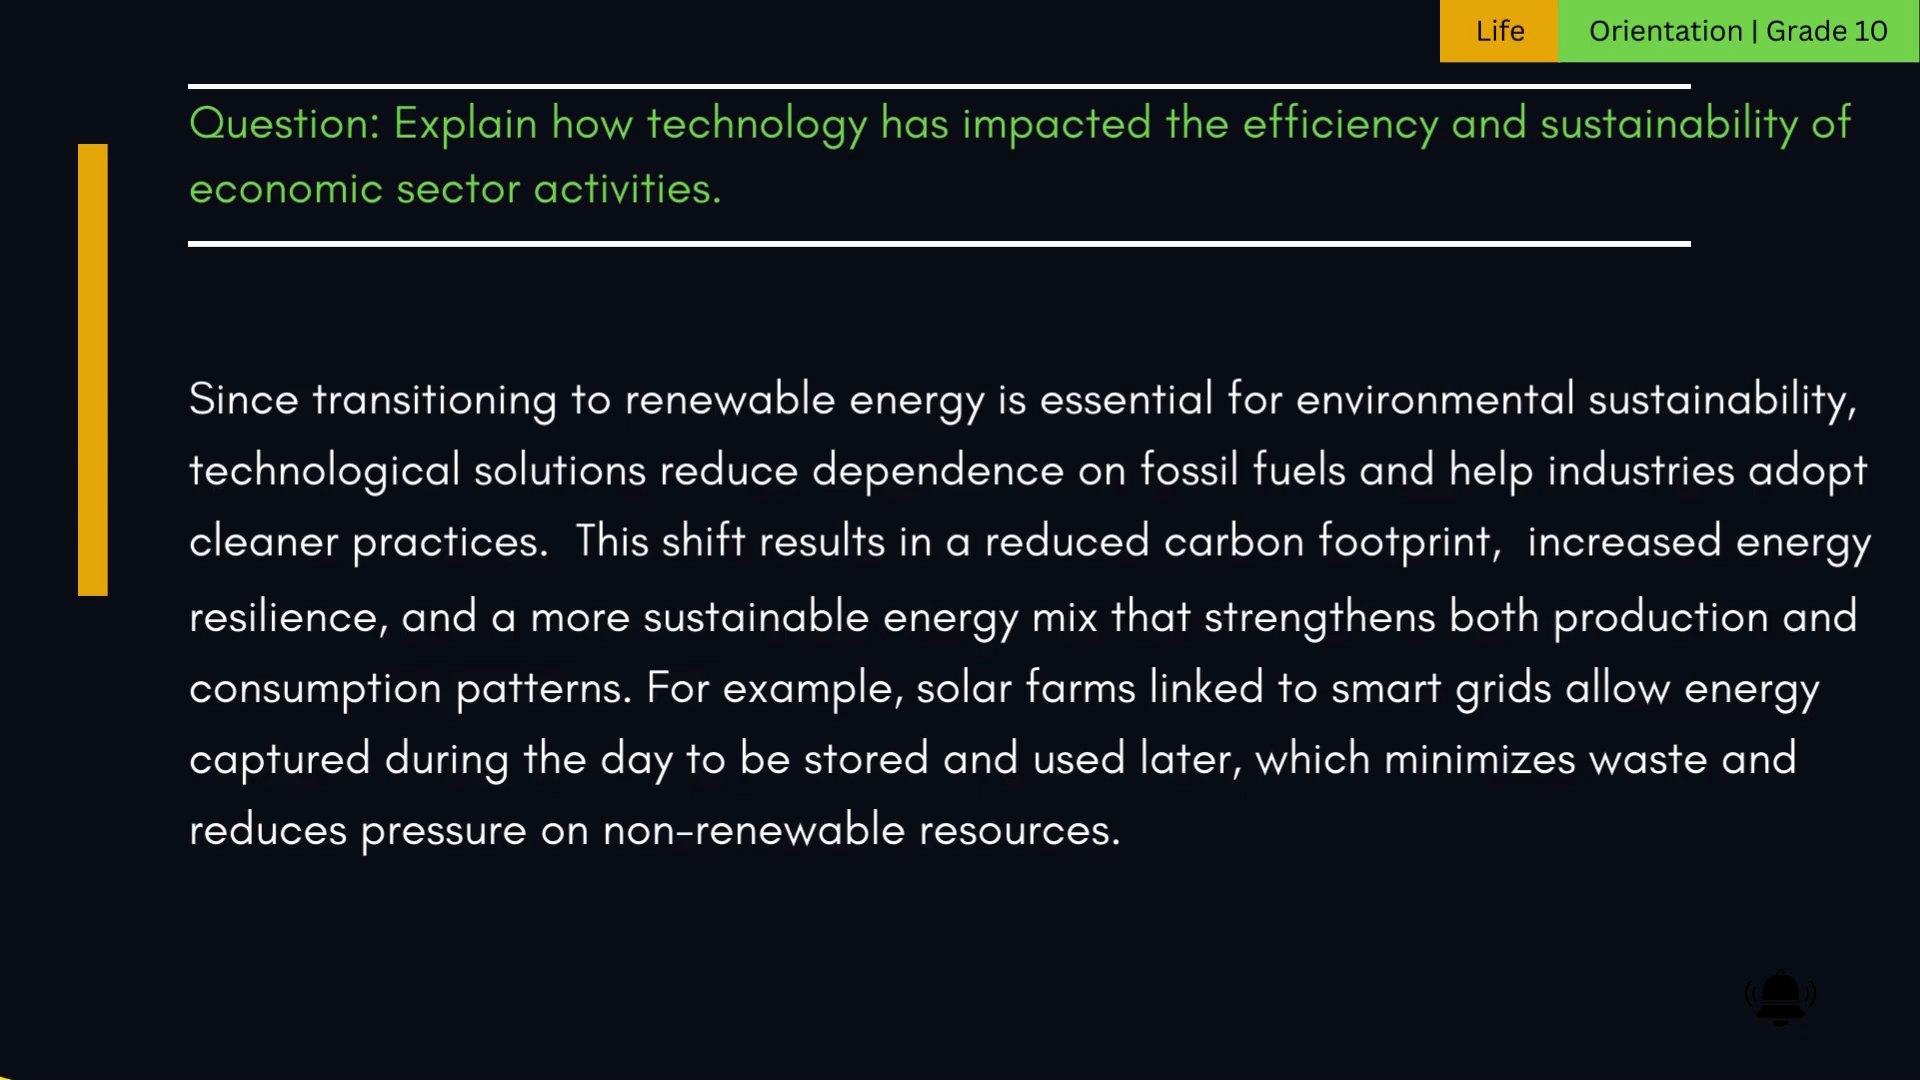 Life Orientation | Grade 10
Question: Explain how technology has impacted the efficiency and sustainability of
economic sector activities.
Since transitioning to renewable energy is essential for environmental sustainability,
technological solutions reduce dependence on fossil fuels and help industries adopt
cleaner practices.  This shift results in a reduced carbon footprint,  increased energy
resilience, and a more sustainable energy mix that strengthens both production and
consumption patterns. For example, solar farms linked to smart grids allow energy
captured during the day to be stored and used later, which minimizes waste and
reduces pressure on non-renewable resources.